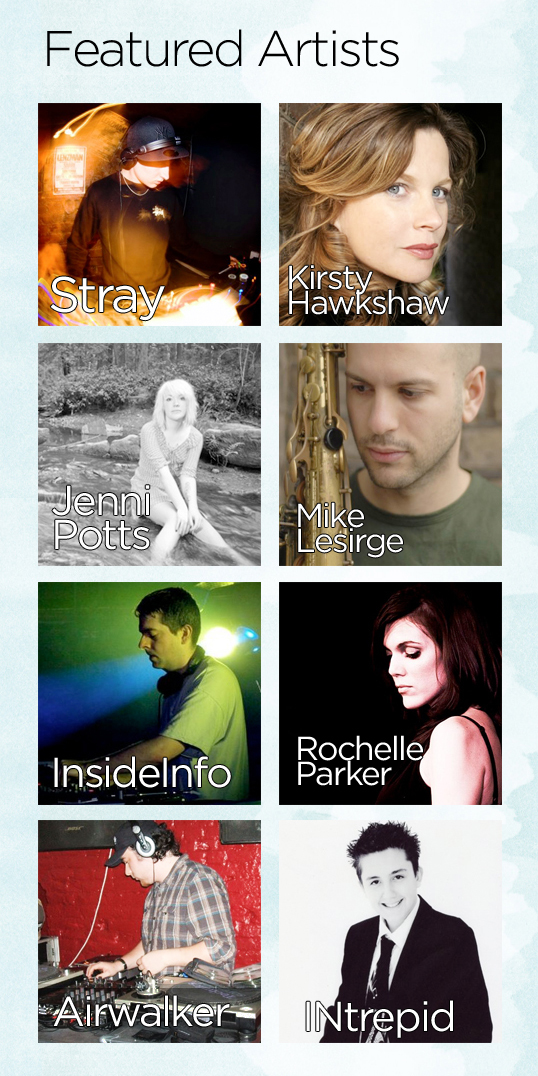 Featured Artists
Stray
Kirsty
Hawkshaw
Jenni
Potts
Mike
Lesirge
InsideInfo
Rochelle
Parker
Airwalker
INtrepid